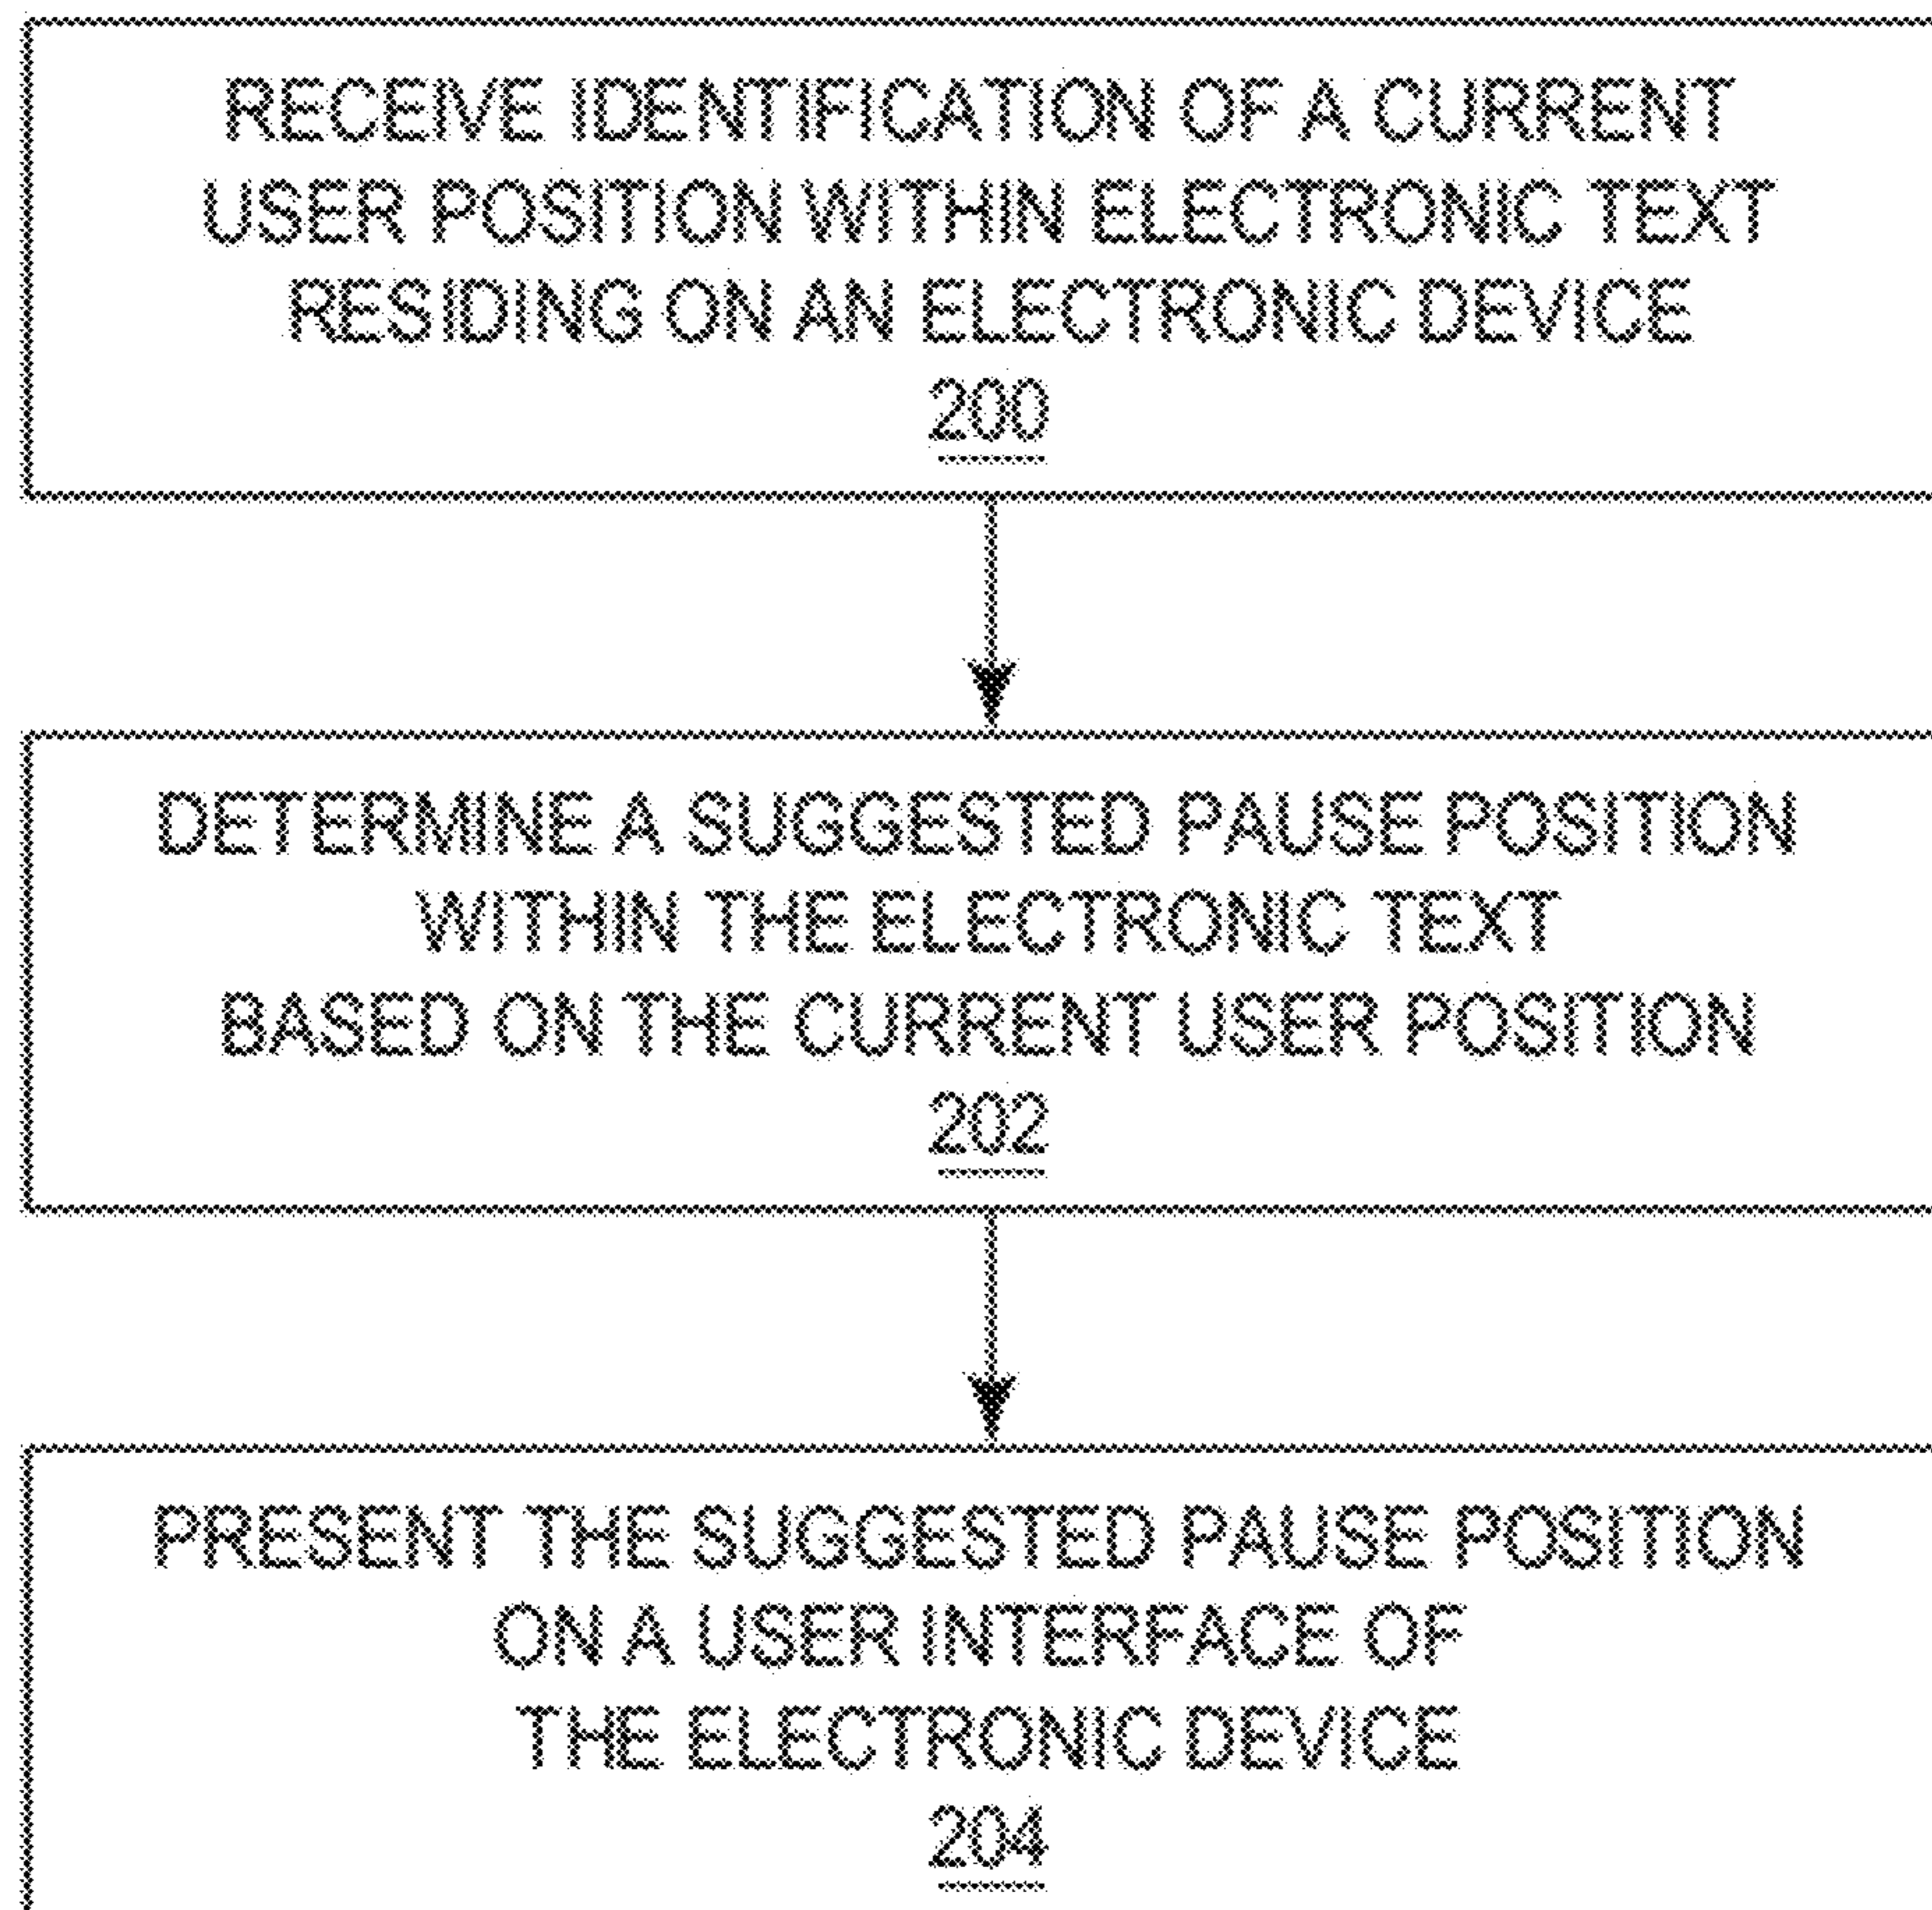 RECEIVE IDENTIFICATION OF A CURRENT
USER POSITION WITHIN ELECTRONIC TEXT
RESIDING ON AN ELECTRONIC DEVICE
200
DETERMINE A SUGGESTED PAUSE POSITION
WITHIN THE ELECTRONIC TEXT
BASED ON THE CURRENT USER POSITION
202
PRESENT THE SUGGESTED PAUSE POSITION
ON A USER INTERFACE OF
THE ELECTRONIC DEVICE
204